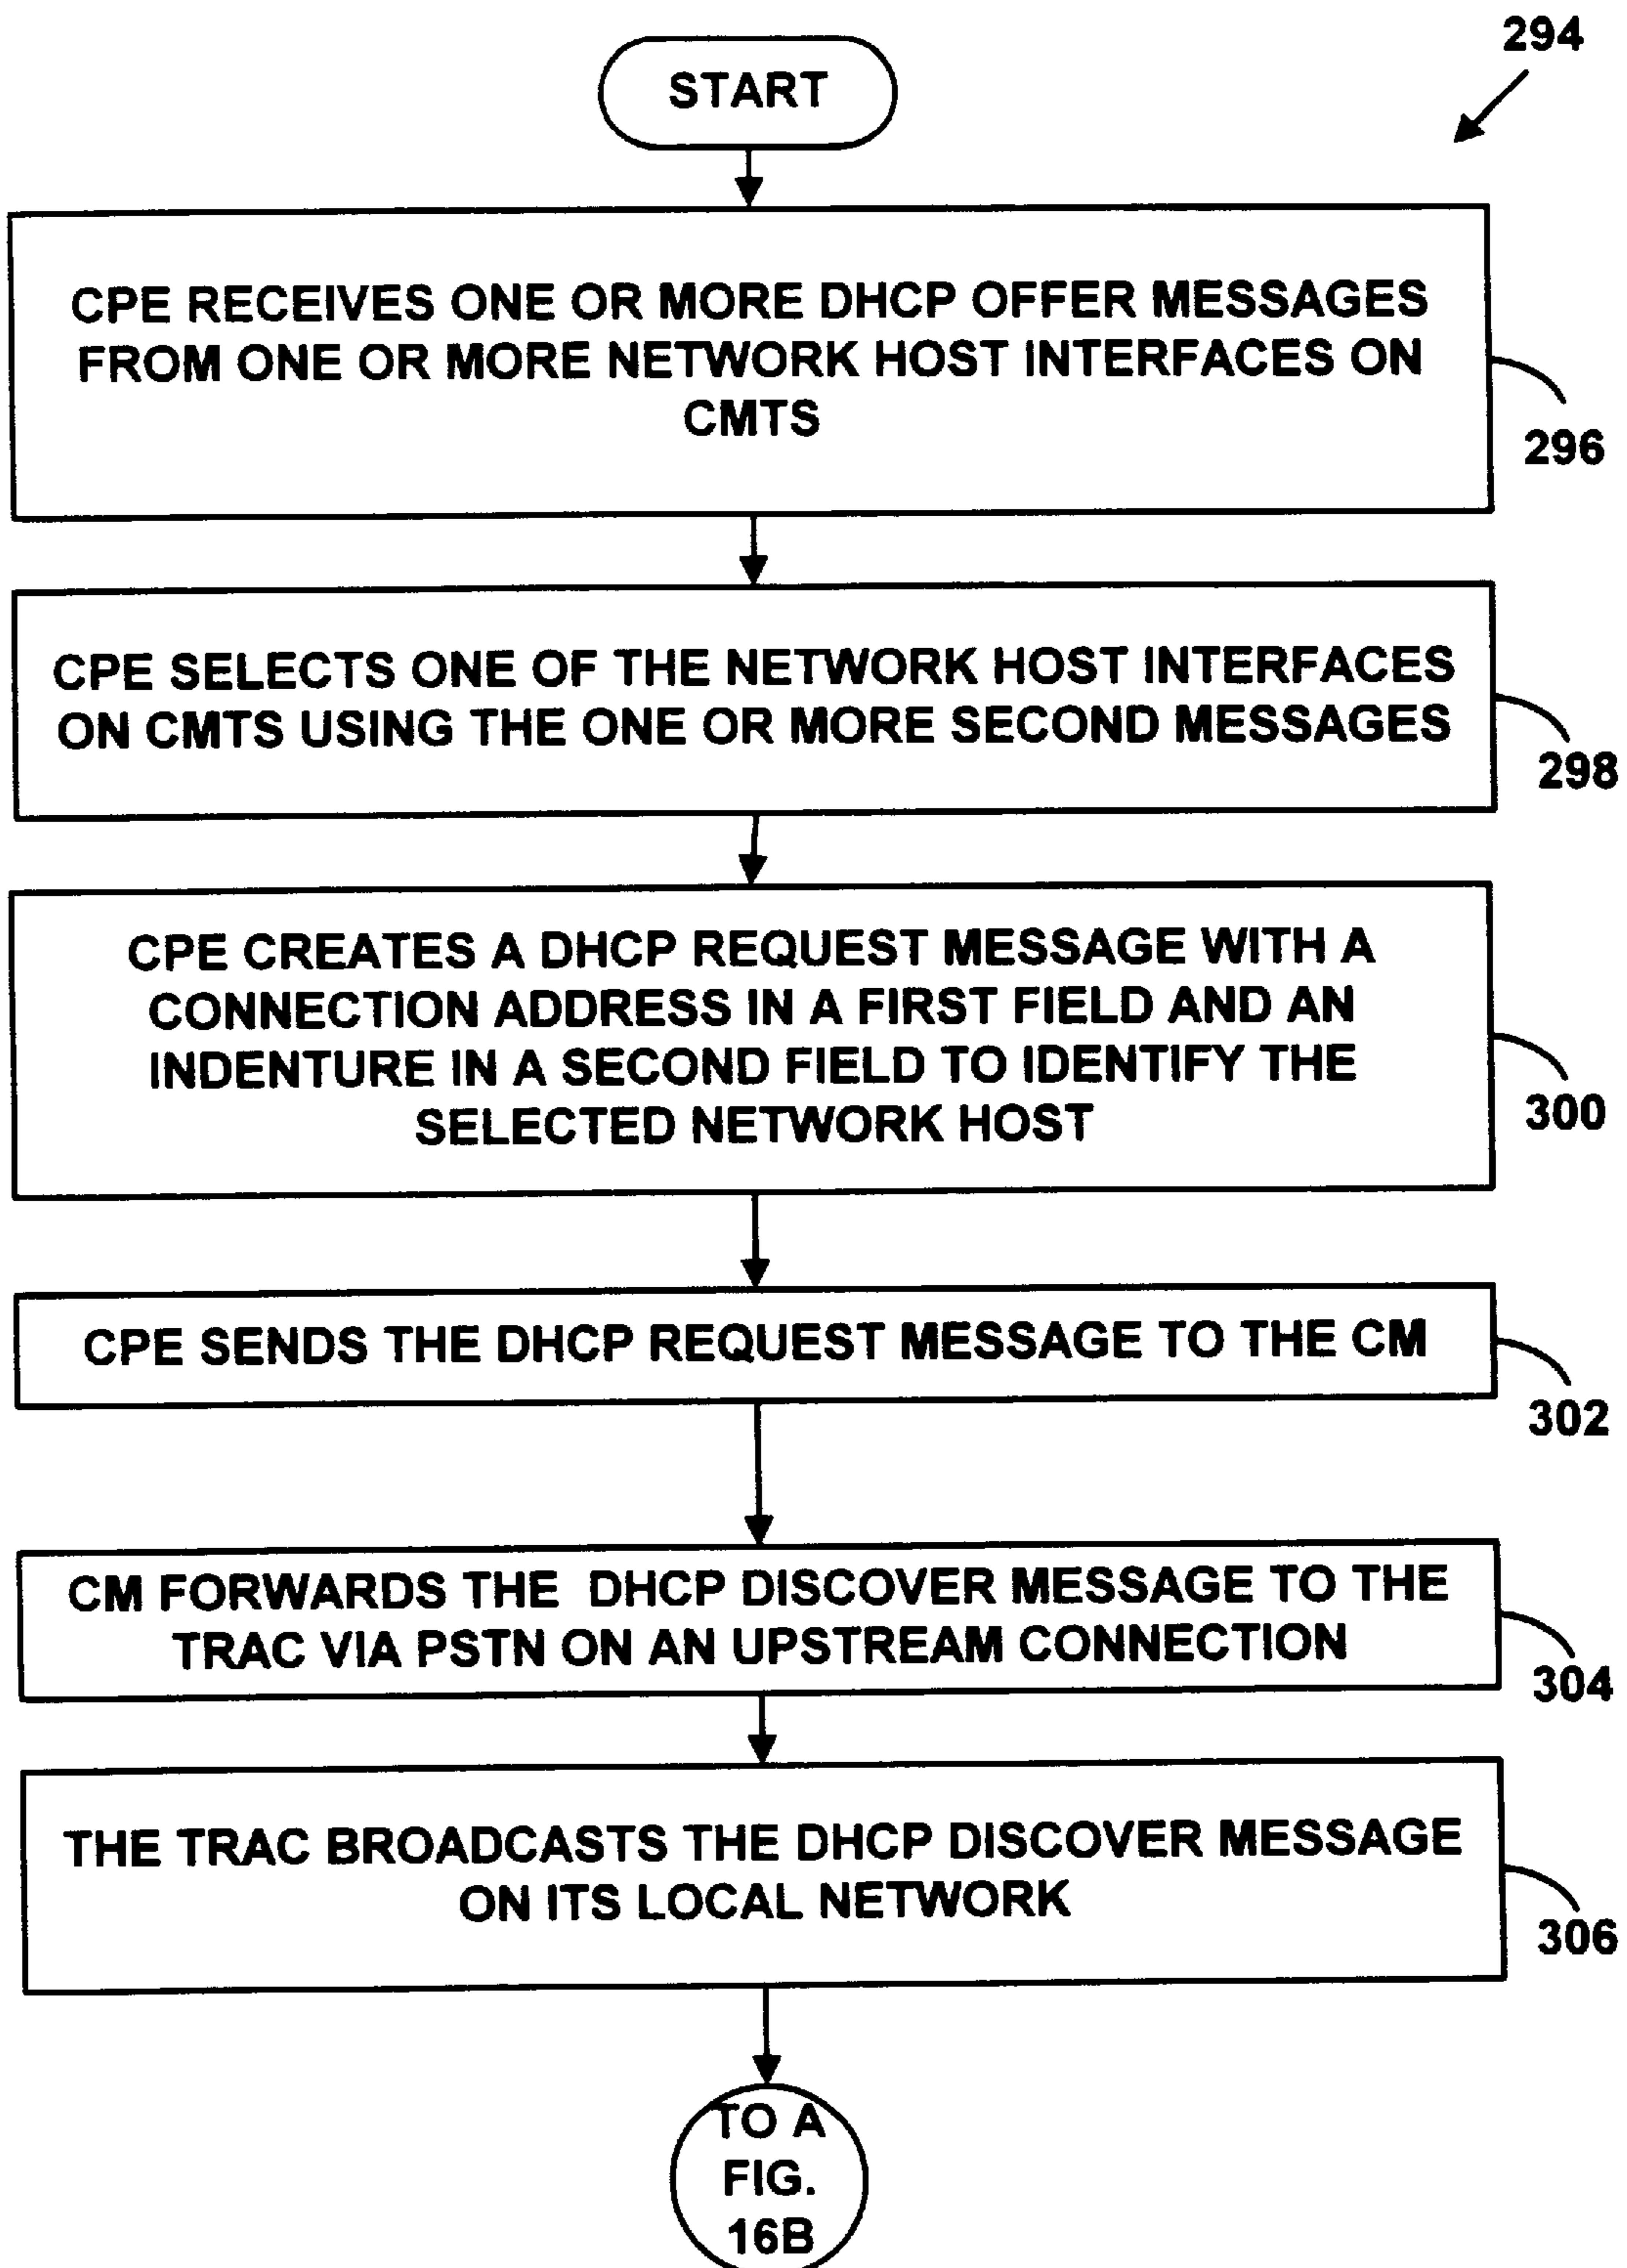 294
START
CPE RECEIVES ONE OR MORE DHCP OFFER MESSAGES
FROM ONE OR MORE NETWORK HOST INTERFACES ON
CMTS
296
CPE SELECTS ONE OF THE NETWORK HOST INTERFACES
ON CMTS USING THE ONE OR MORE SECOND MESSAGES
298
CPE CREATES A DHCP REQUEST MESSAGE WITH A
CONNECTION ADDRESS IN A FIRST FIELD AND AN
INDENTURE IN A SECOND FIELD TO IDENTIFY THE
SELECTED NETWORK HOST
300
CPE SENDS THE DHCP REQUEST MESSAGE TO THE CM
302
CM FORWARDS THE DHCP DISCOVER MESSAGE TO THE
TRAC VIA PSTN ON AN UPSTREAM CONNECTION
304
THE TRAC BROADCASTS THE DHCP DISCOVER MESSAGE
ON ITS LOCAL NETWORK
306
TO A
FIG.
16B